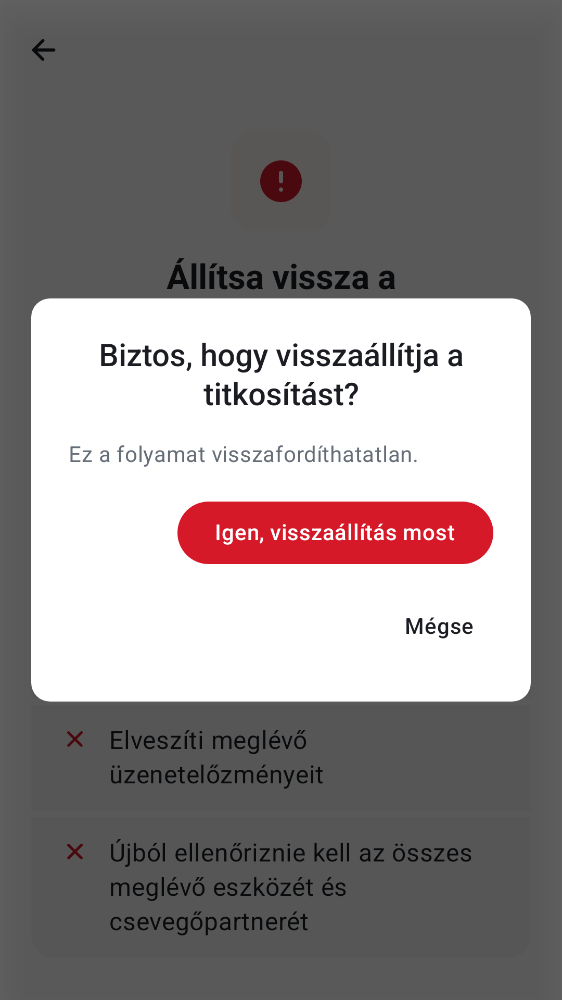 Állítsa vissza a
Biztos, hogy visszaállítja a
titkosítást?
Ez a folyamat visszafordíthatatlan.
Igen, visszaállítás most
Mégse
Elveszíti meglévő
üzenetelőzményeit
Újból ellenőriznie kell az összes
meglévő eszközét és
csevegőpartnerét